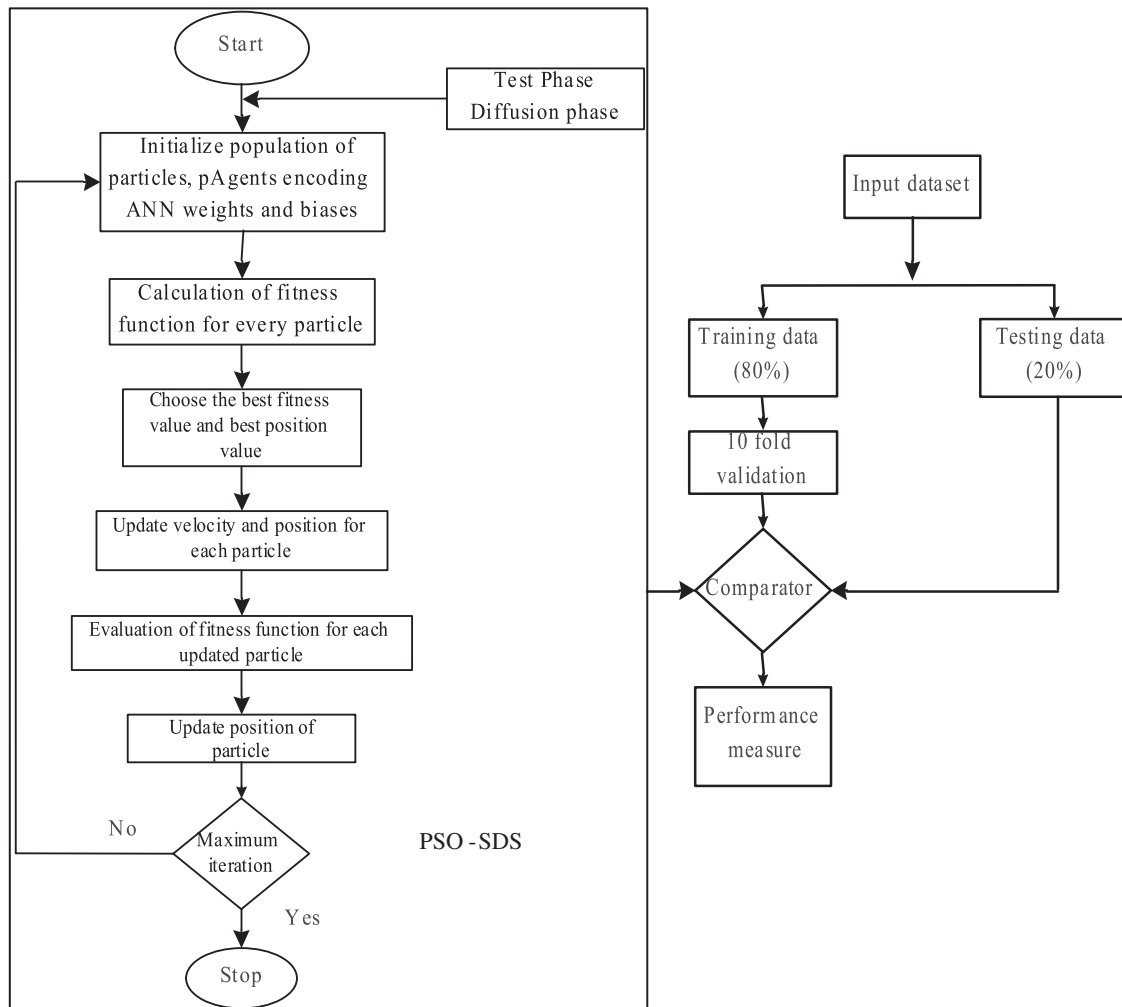 Start
Test Phase
Diffusion phase
Initialize population of
particles, pAgents encoding
ANN weights and biases
Calculation of fitness
function for every particle
Choose the best fitness
value and best position
value
Update velocity and position for
each particle
Evaluation of fitness function for each
updated particle
Update position of
particle
Maximum
iteration
No
Yes
Stop
PSO -SDS
Input dataset
Training data
(80%)
Testing data
(20%)
10 fold
validation
Comparator
Performance
measure